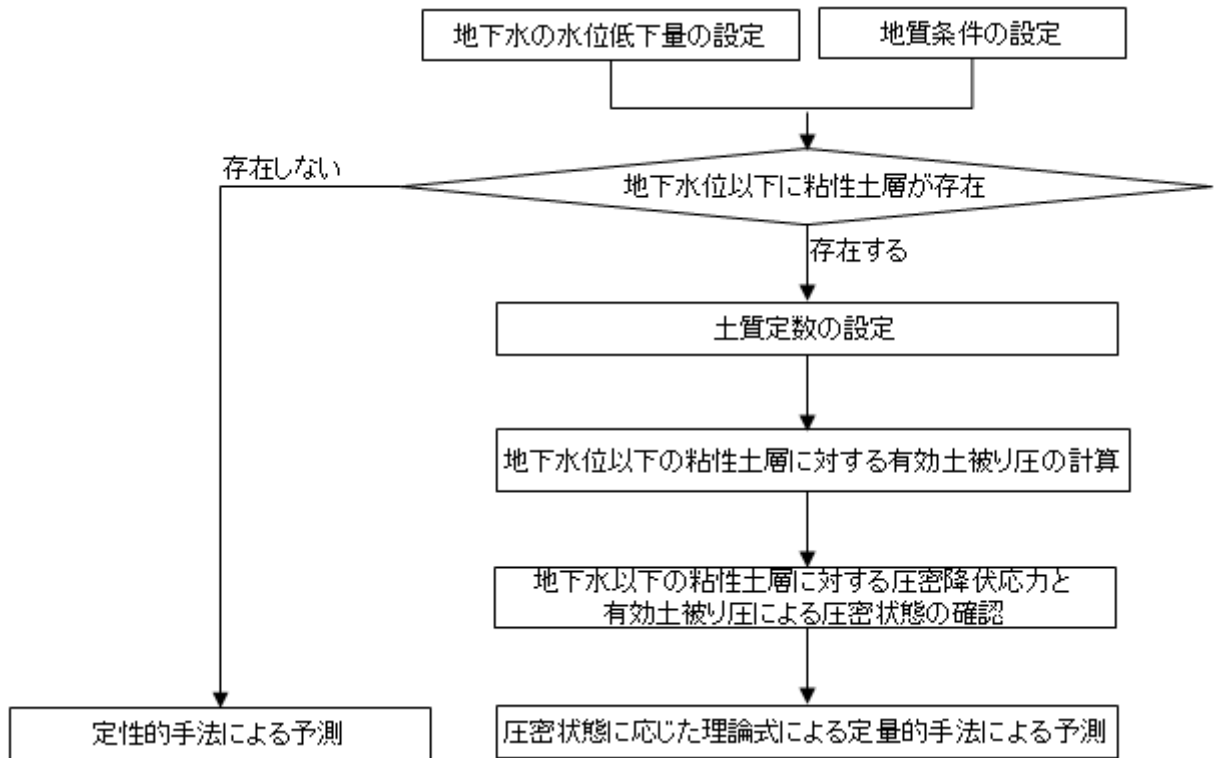 地下水の水位低下量の設定
地質条件の設定
地下水位以下に粘性土層が存在
存在しない
存在する
土質定数の設定
地下水位以下の粘性土層に対する有効土被り圧の計算
地下水以下の粘性土層に対する圧密降伏応力と
有効土被り圧による圧密状態の確認
定性的手法による予測
圧密状態に応じた理論式による定量的手法による予測